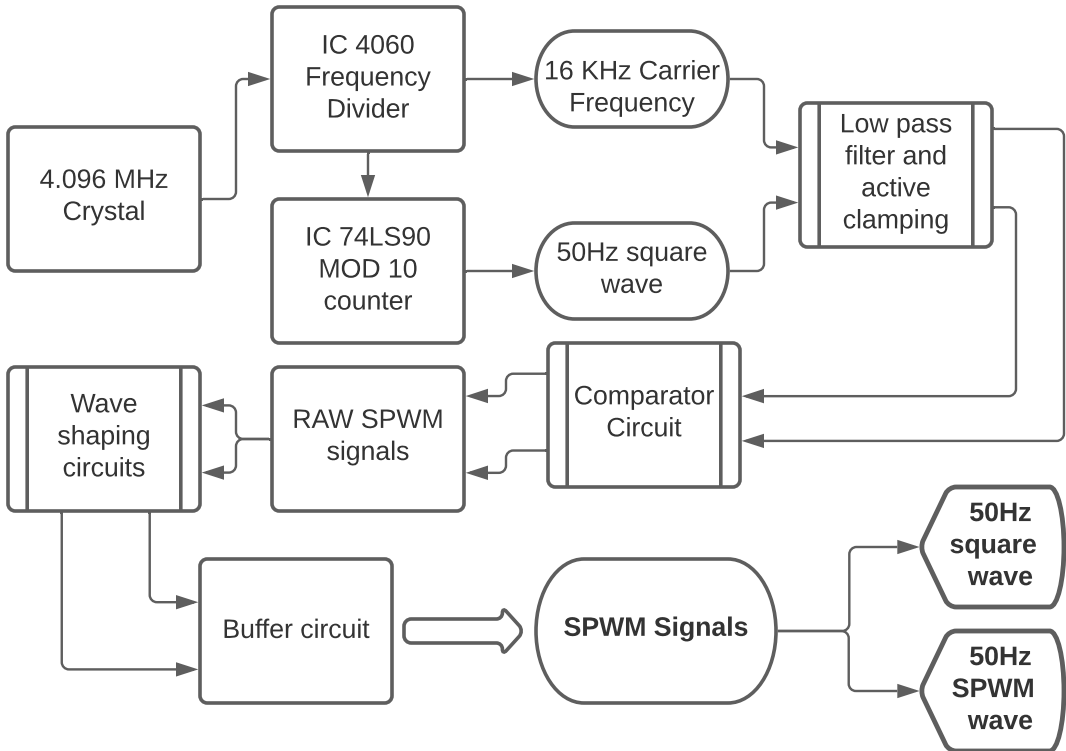 4.096 MHz
Crystal
IC 4060
Frequency
Divider
16 KHz Carrier
Frequency
IC 74LS90
MOD 10
counter
50Hz square
wave
Low pass
filter and
active
clamping
Comparator
Circuit
RAW SPWM
signals
Wave
shaping
circuits
Buffer circuit
SPWM Signals
50Hz
square
wave
50Hz
SPWM
wave